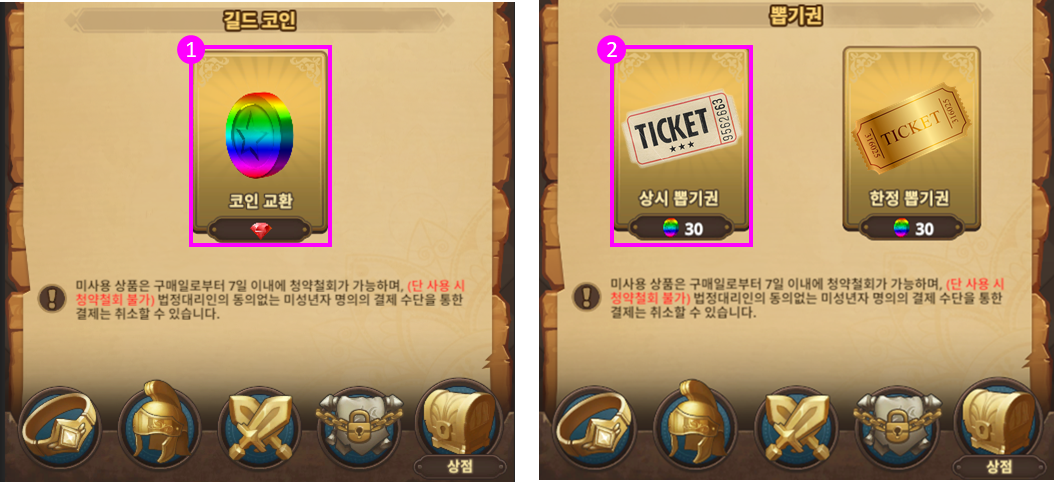 길드 코인
1
코인 교환
미사용 상품은 구매일로부터 7일 이내에 청약철회가 가능하며, (단 사용 시
청약철회 불가) 법정대리인의 동의없는 미성년자 명의의 결제 수단을 통한
결제는 취소할 수 있습니다.
상점
뽑기권
2
TICKET
9562663
상시 뽑기권
30
316025
TICKET
316025
한정 뽑기권
30
미사용 상품은 구매일로부터 7일 이내에 청약철회가 가능하며, (단 사용 시
청약철회 불가) 법정대리인의 동의없는 미성년자 명의의 결제 수단을 통한
결제는 취소할 수 있습니다.
상점